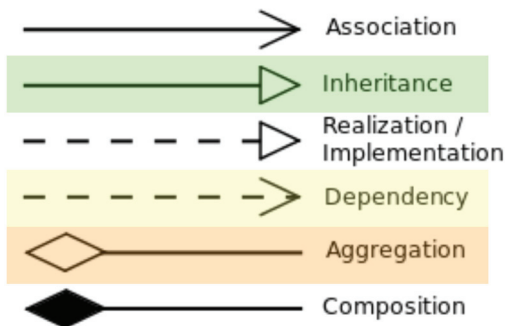 Association
Inheritance
Realization /
Implementation
Dependency
Aggregation
Composition